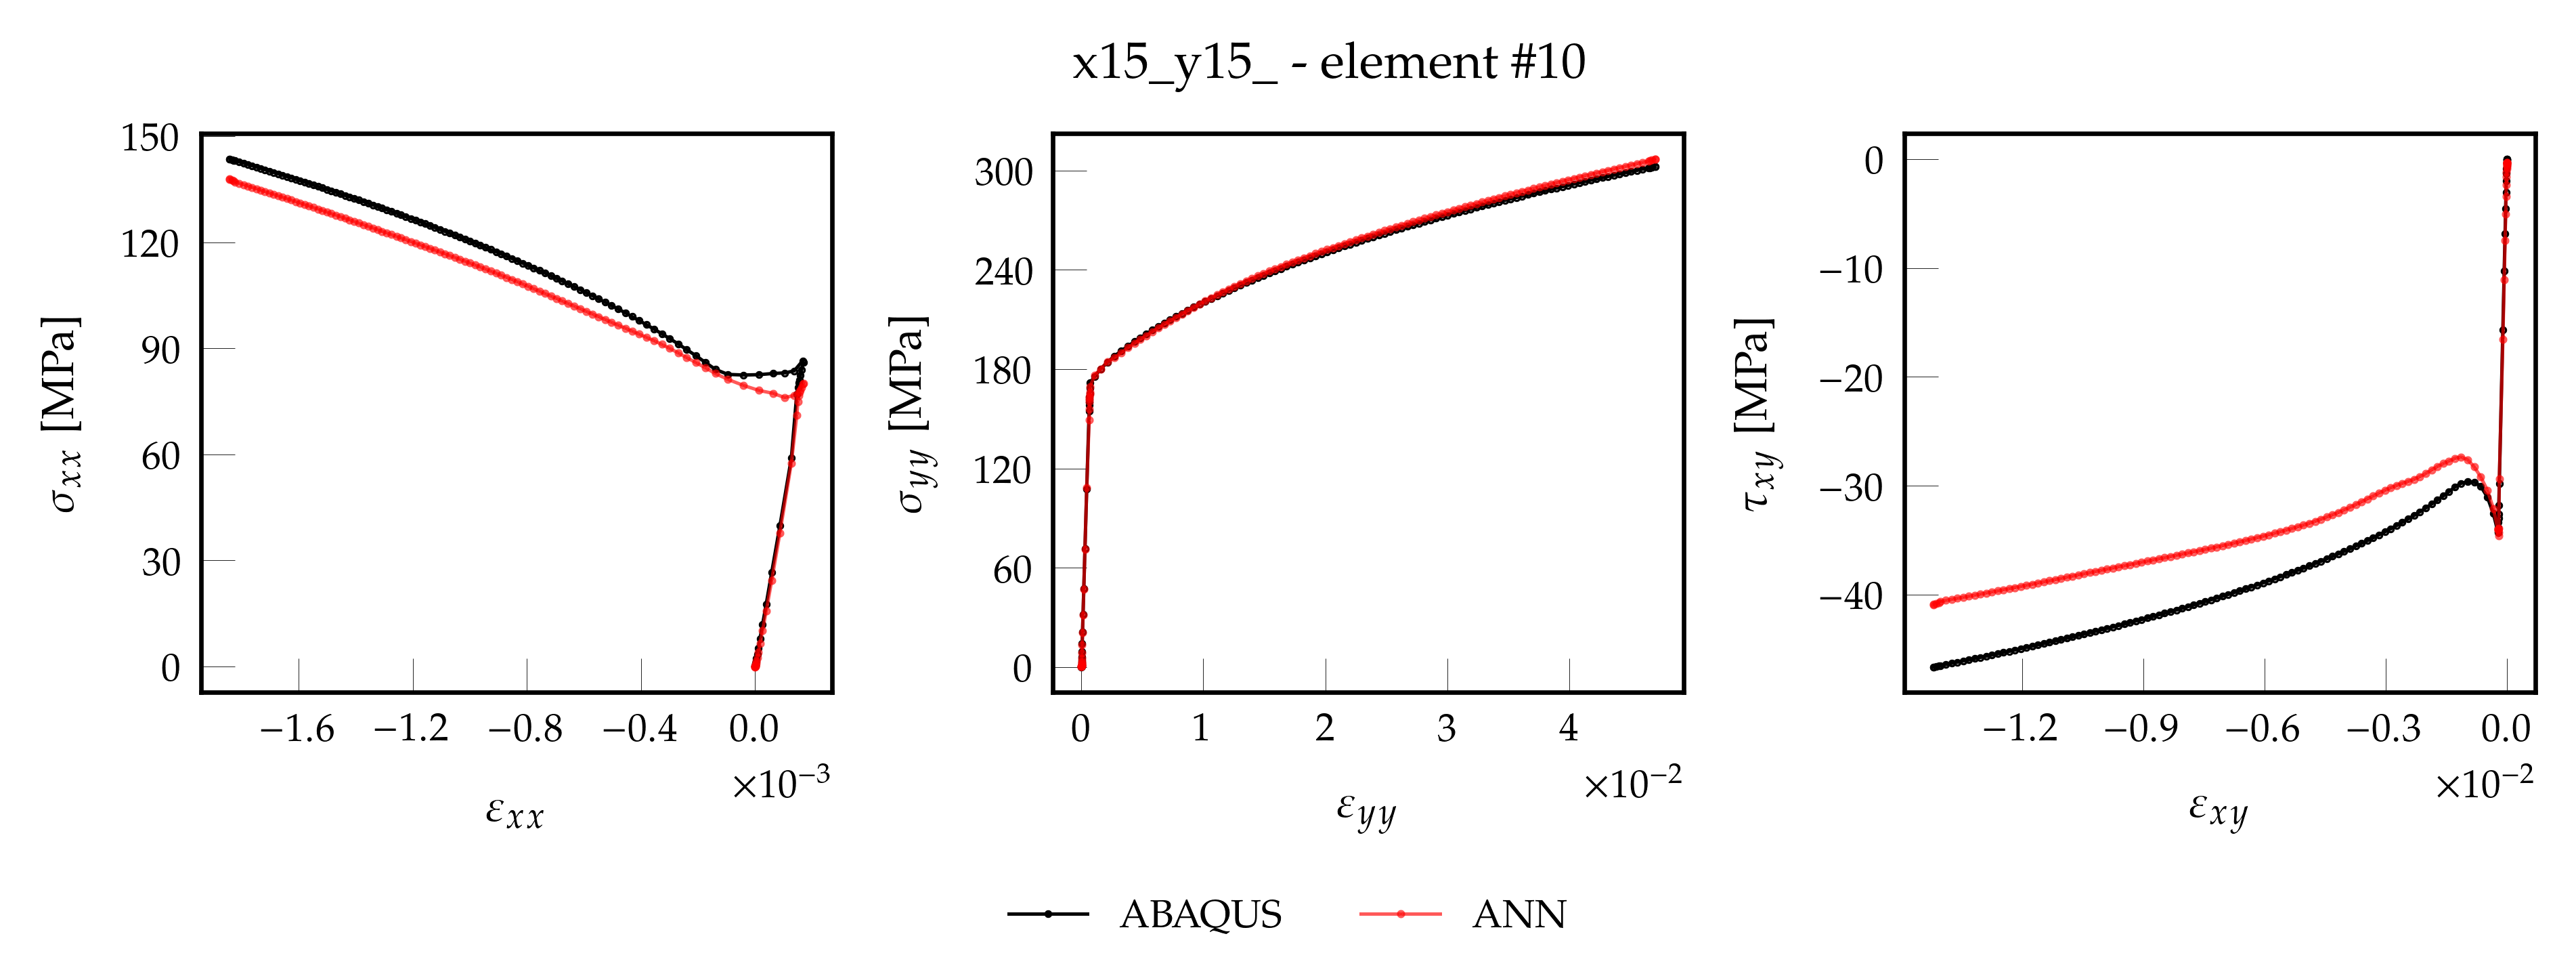 x15_y15_ - element #10
150
120
90
60
30
0
σxx [MPa]
−1.6 −1.2 −0.8 −0.4 0.0
×10−3
εxx
300
240
180
120
60
0
σyy [MPa]
0 1 2 3 4
×10−2
εyy
0
−10
−20
−30
−40
τxy [MPa]
−1.2 −0.9 −0.6 −0.3 0.0
×10−2
εxy
ABAQUS ANN